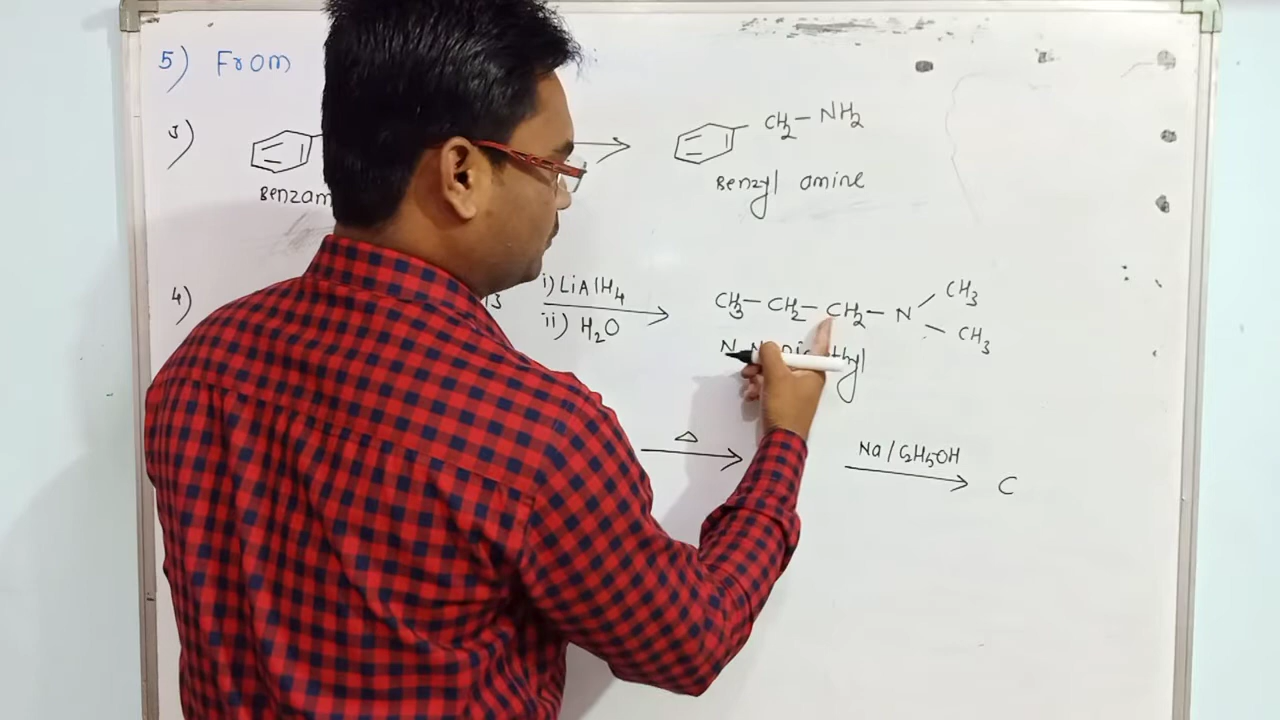 5) From
3)
CH2 - NH2
Benzam
Benzyl amine
4)
i) LiAlH4
ii) H2O
CH3 - CH2 - CH2 - N
CH3
CH3
N
Δ
Na / C2H5OH
C